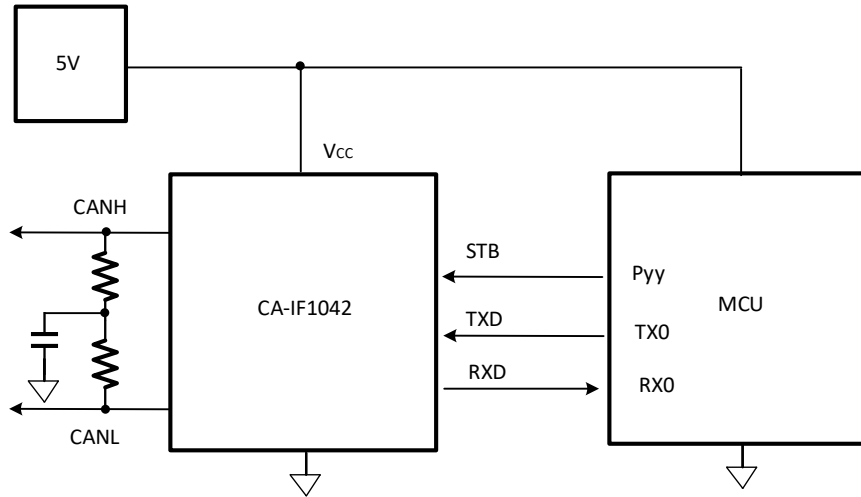 5V
VCC
CANH
STB
Pyy
CA-IF1042
MCU
TXD
TX0
RXD
RX0
CANL